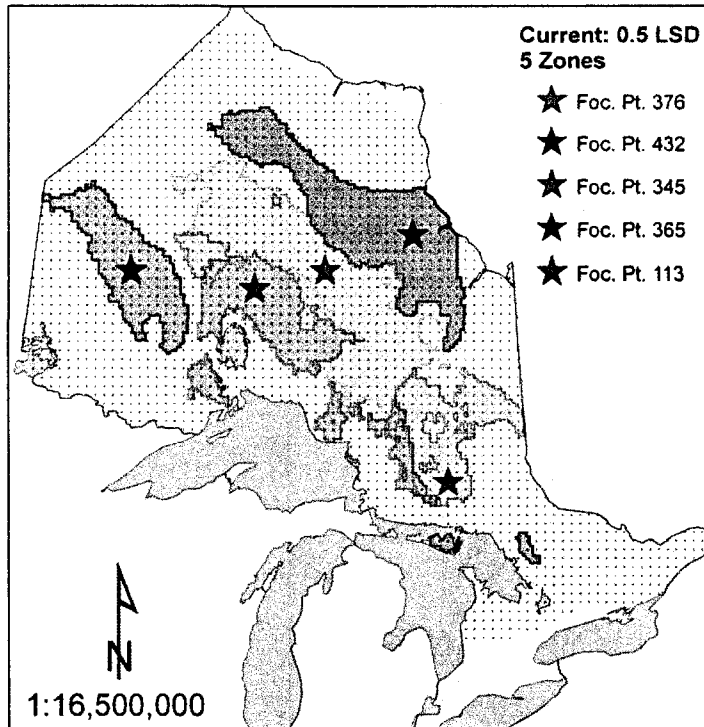 Current: 0.5 LSD
5 Zones
Foc. Pt. 376
Foc. Pt. 432
Foc. Pt. 345
Foc. Pt. 365
Foc. Pt. 113
N
1:16,500,000